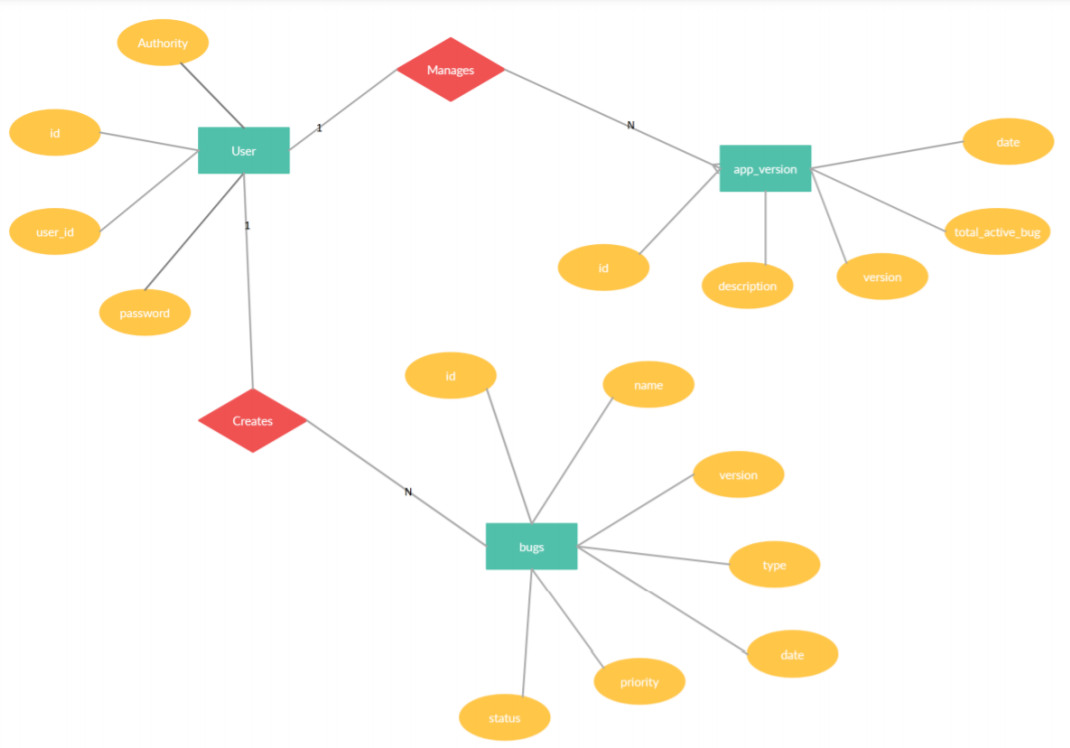 Authority
Manages
1
N
id
User
date
app_version
user_id
1
total_active_bug
id
description
version
password
id
name
Creates
version
N
bugs
type
date
priority
status